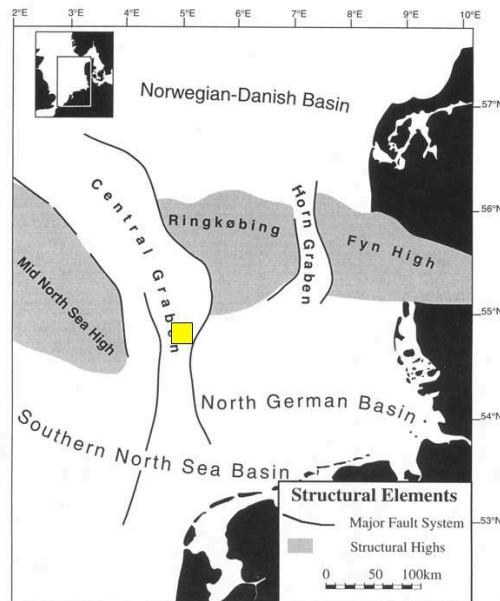 2°E 3° 4° 5°E 6° 7°E 8° 9° 10°E
Norwegian-Danish Basin
57°N
56°N
Central Graben
Ringkøbing
Horn Graben
Fyn High
Mid North Sea High
55°N
North German Basin
54°N
Southern North Sea Basin
53°N
Structural Elements
Major Fault System
Structural Highs
0 50 100km